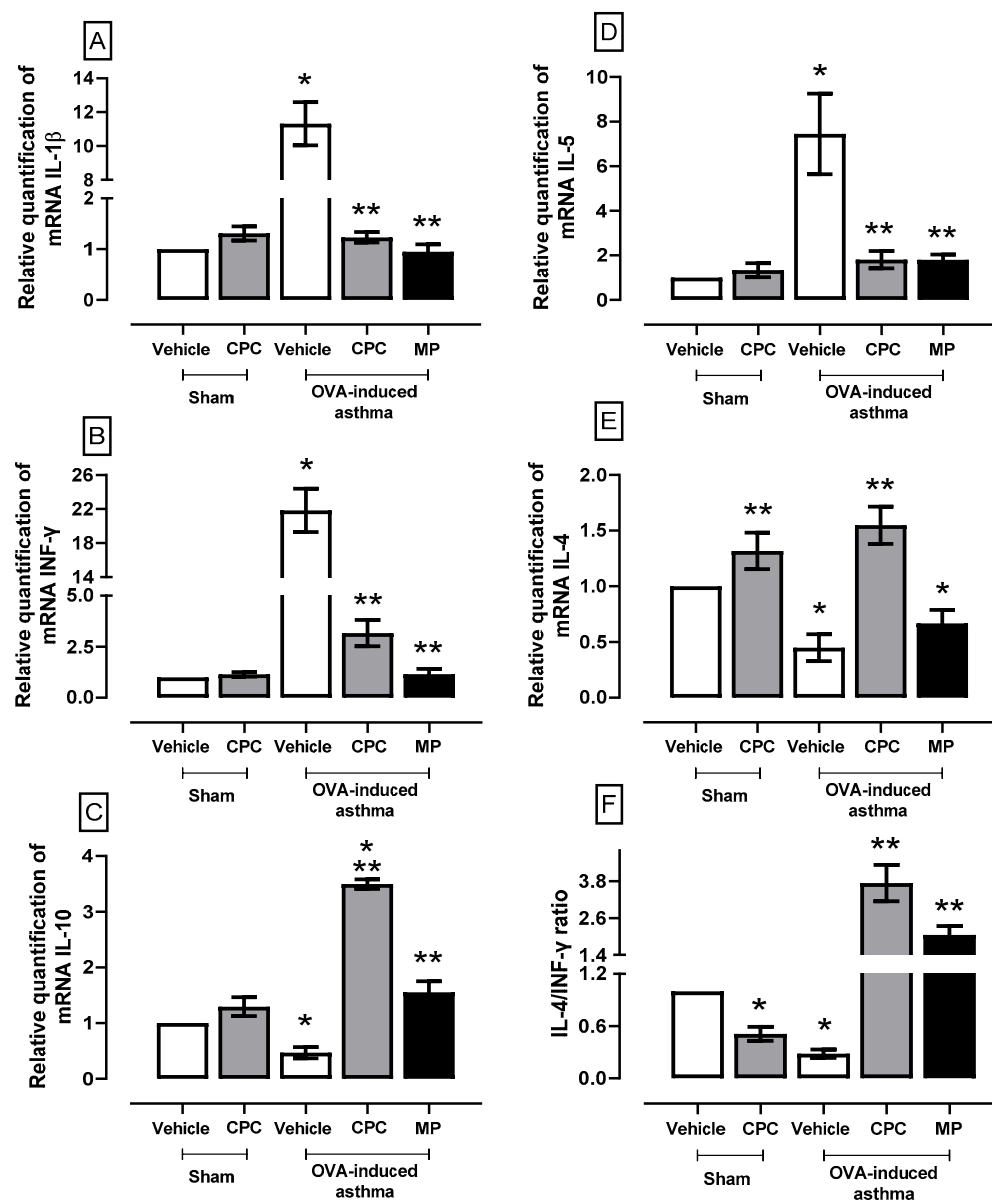 A
Relative quantification of
mRNA IL-1β
14
12
10
8
2
1
0
*
**
**
Vehicle CPC Vehicle CPC MP
Sham
OVA-induced
asthma
B
Relative quantification of
mRNA INF-γ
26
22
18
14
5.0
2.5
0.0
*
**
**
Vehicle CPC Vehicle CPC MP
Sham
OVA-induced
asthma
C
Relative quantification of
mRNA IL-10
4
3
2
1
0
*
*
**
**
Vehicle CPC Vehicle CPC MP
Sham
OVA-induced
asthma
D
Relative quantification of
mRNA IL-5
10
8
6
4
2
0
*
**
**
Vehicle CPC Vehicle CPC MP
Sham
OVA-induced
asthma
E
Relative quantification of
mRNA IL-4
2.0
1.5
1.0
0.5
0.0
**
*
**
*
Vehicle CPC Vehicle CPC MP
Sham
OVA-induced
asthma
F
IL-4/INF-γ ratio
3.8
2.6
1.4
1.2
0.6
0.0
*
*
**
**
Vehicle CPC Vehicle CPC MP
Sham
OVA-induced
asthma